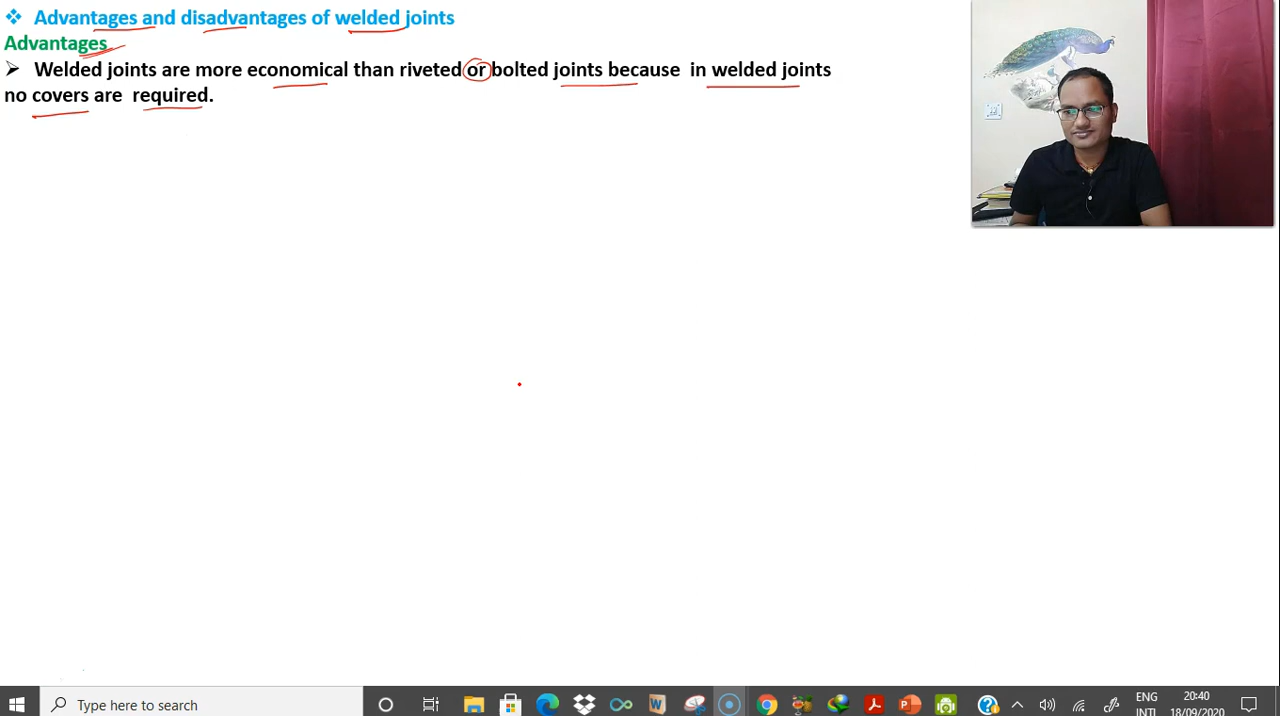 ❖ Advantages and disadvantages of welded joints
Advantages
➢ Welded joints are more economical than riveted or bolted joints because in welded joints
no covers are required.
Type here to search
ENG
INTL
20:40
18/09/2020